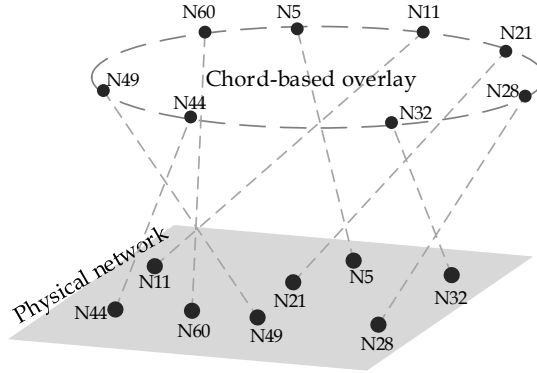 N60
N5
N11
N21
N49
Chord-based overlay
N28
N44
N32
Physical network
N11
N5
N21
N32
N44
N60
N49
N28